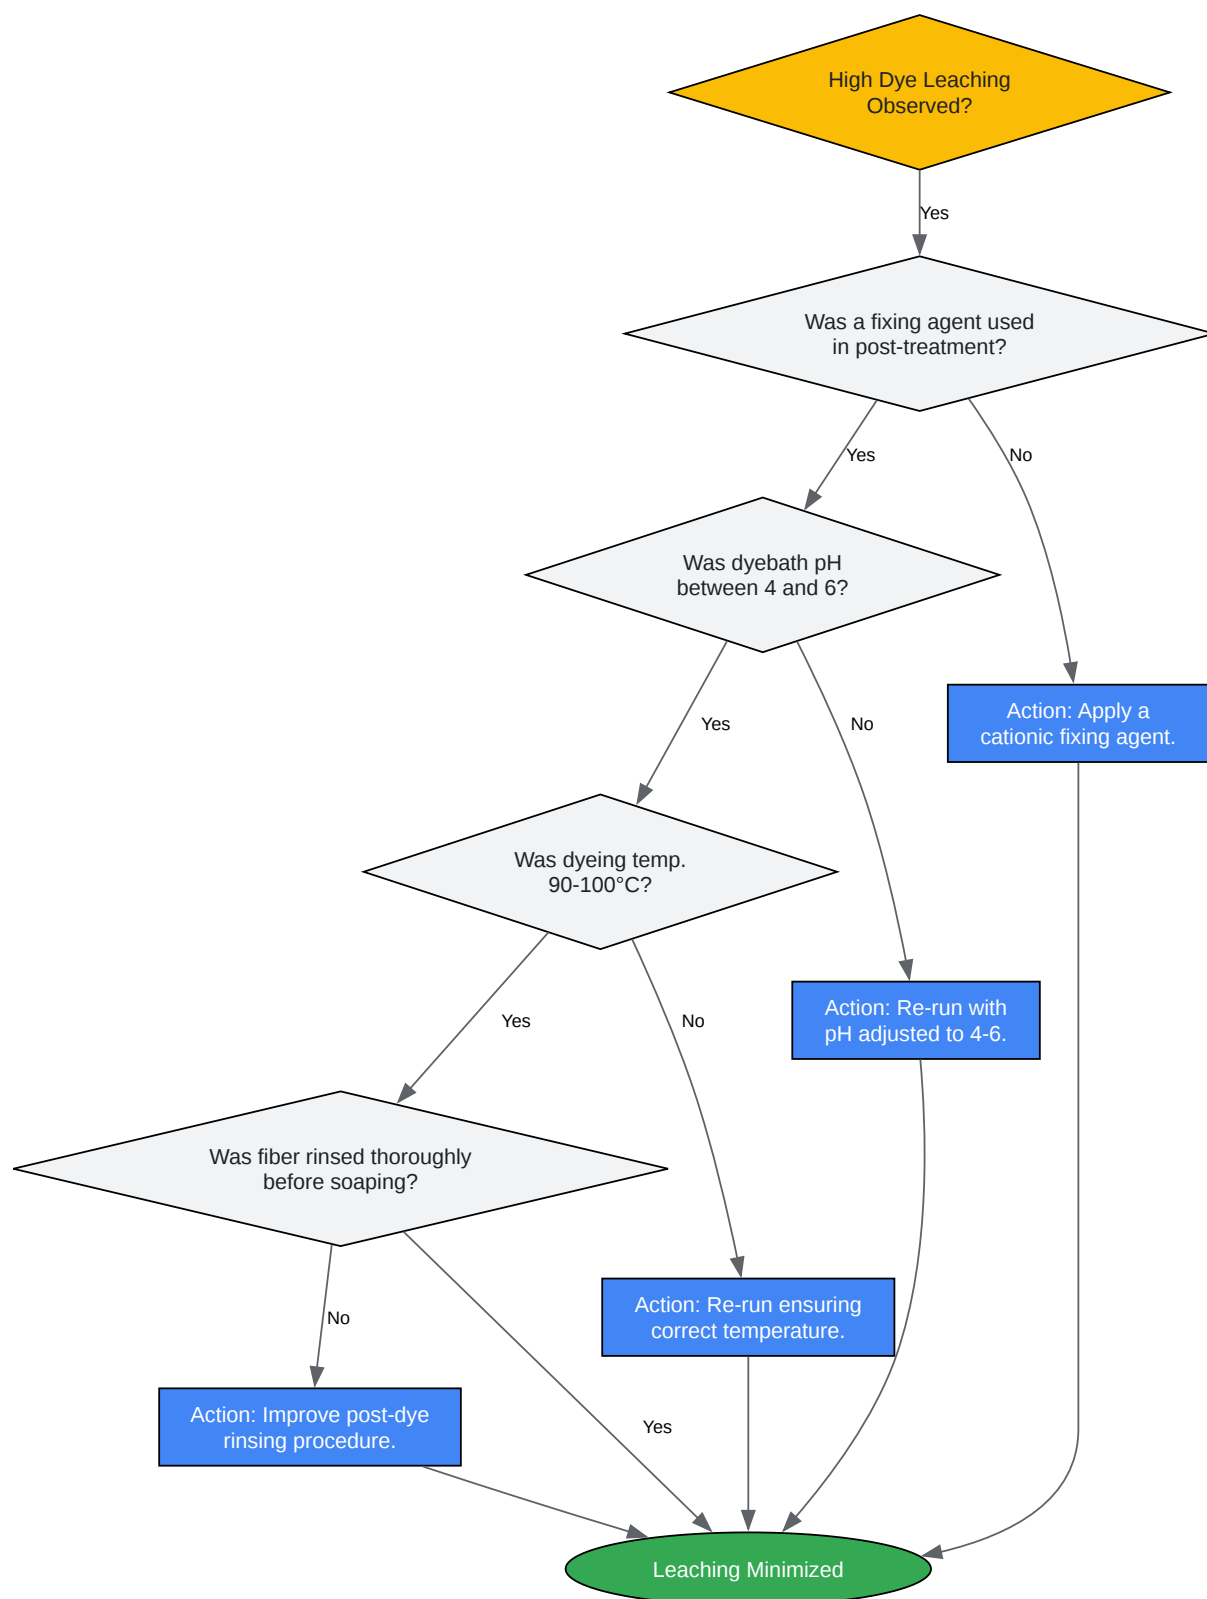 High Dye Leaching
Observed?
Yes
Was a fixing agent used
in post-treatment?
Yes
No
Was dyebath pH
between 4 and 6?
Yes
No
Action: Apply a
cationic fixing agent.
Was dyeing temp.
90-100°C?
Yes
No
Action: Re-run with
pH adjusted to 4-6.
Was fiber rinsed thoroughly
before soaping?
No
Yes
Action: Re-run ensuring
correct temperature.
Action: Improve post-dye
rinsing procedure.
Leaching Minimized